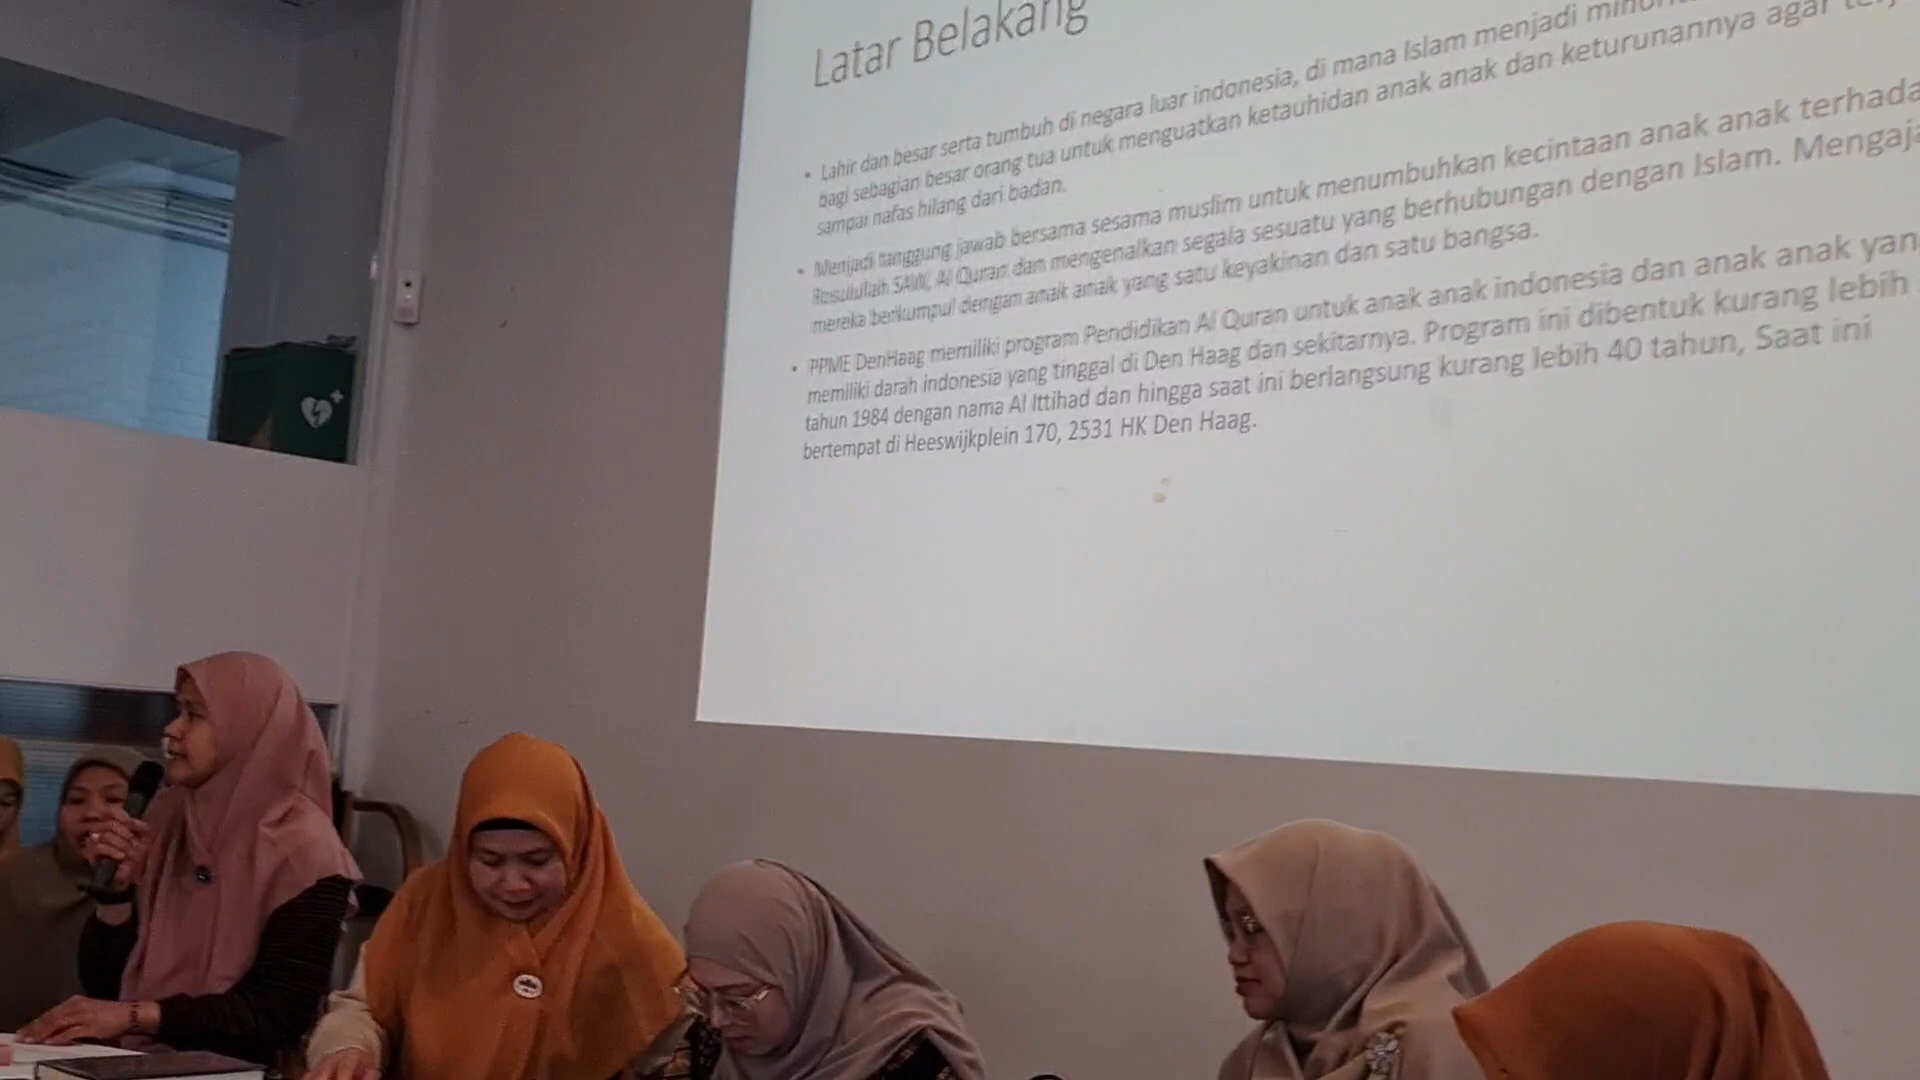 Latar Belakang
• Lahir dan besar serta tumbuh di negara luar indonesia, di mana Islam menjadi
bagi sebagian besar orang tua untuk menguatkan ketauhidan anak anak dan keturunannya agar
sampai nafas hilang dari badan.
• Menjadi tanggung jawab bersama sesama muslim untuk menumbuhkan kecintaan anak anak
Rasulullah SAW, Al Quran dan mengenalkan segala sesuatu yang berhubungan dengan Islam.
mereka berkumpul dengan anak anak yang satu keyakinan dan satu bangsa.
• PPME DenHaag memiliki program Pendidikan Al Quran untuk anak anak indonesia dan anak anak
memiliki darah indonesia yang tinggal di Den Haag dan sekitarnya. Program ini dibentuk kurang lebih
tahun 1984 dengan nama Al Ittihad dan hingga saat ini berlangsung kurang lebih 40 tahun, Saat ini
bertempat di Heeswijkplein 170, 2531 HK Den Haag.